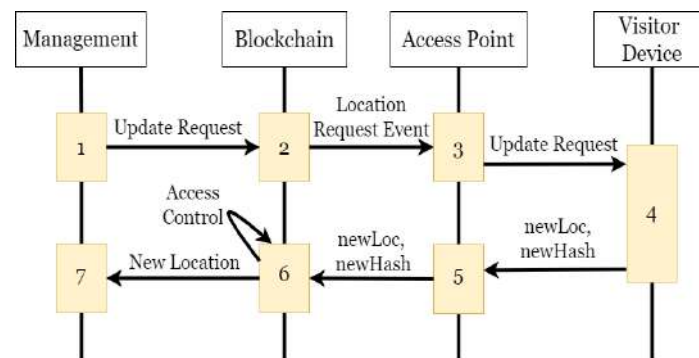 Management
Blockchain
Access Point
Visitor
Device
1
Update Request
2
Location
Request Event
3
Update Request
4
Access
Control
7
New Location
6
newLoc,
newHash
5
newLoc,
newHash